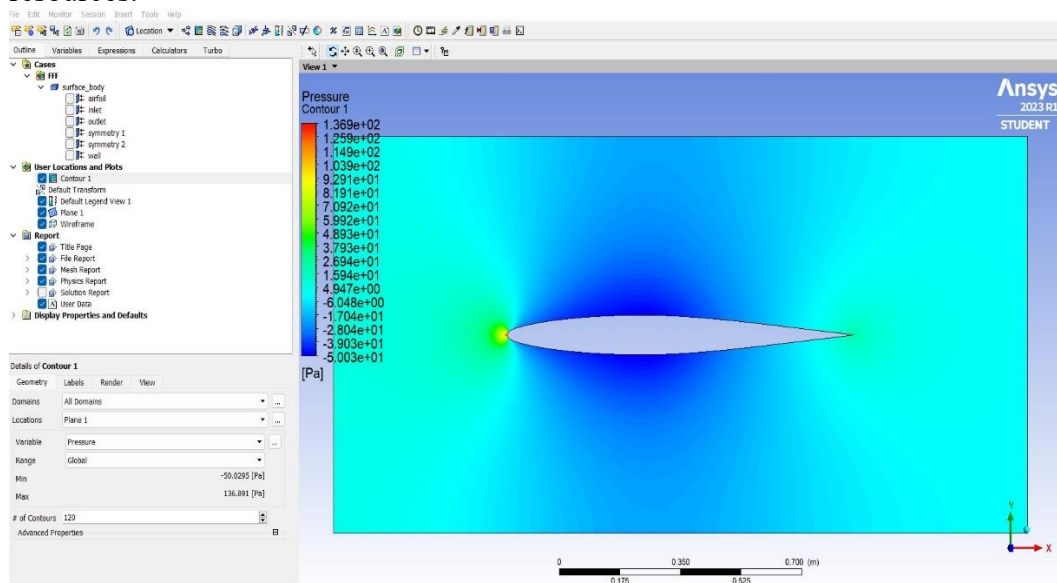 File Edit Monitor Session Insert Tools Help
Location
Outline Variables Expressions Calculators Turbo
Cases
FFF
surface_body
airfoil
inlet
outlet
symmetry 1
symmetry 2
wall
User Locations and Plots
Contour 1
Default Transform
Default Legend View 1
Plane 1
Wireframe
Report
Title Page
File Report
Mesh Report
Physics Report
Solution Report
User Data
Display Properties and Defaults
Details of Contour 1
Geometry Labels Render View
Domains All Domains ...
Locations Plane 1 ...
Variable Pressure ...
Range Global
Min -50.0295 [Pa]
Max 136.891 [Pa]
# of Contours 120
Advanced Properties
View 1
Pressure
Contour 1
1.369e+02
1.259e+02
1.149e+02
1.039e+02
9.291e+01
8.191e+01
7.092e+01
5.992e+01
4.893e+01
3.793e+01
2.694e+01
1.594e+01
4.947e+00
-6.048e+00
-1.704e+01
-2.804e+01
-3.903e+01
-5.003e+01
[Pa]
Ansys
2023 R1
STUDENT
Y
X
0 0.350 0.700 (m)
0.175 0.525